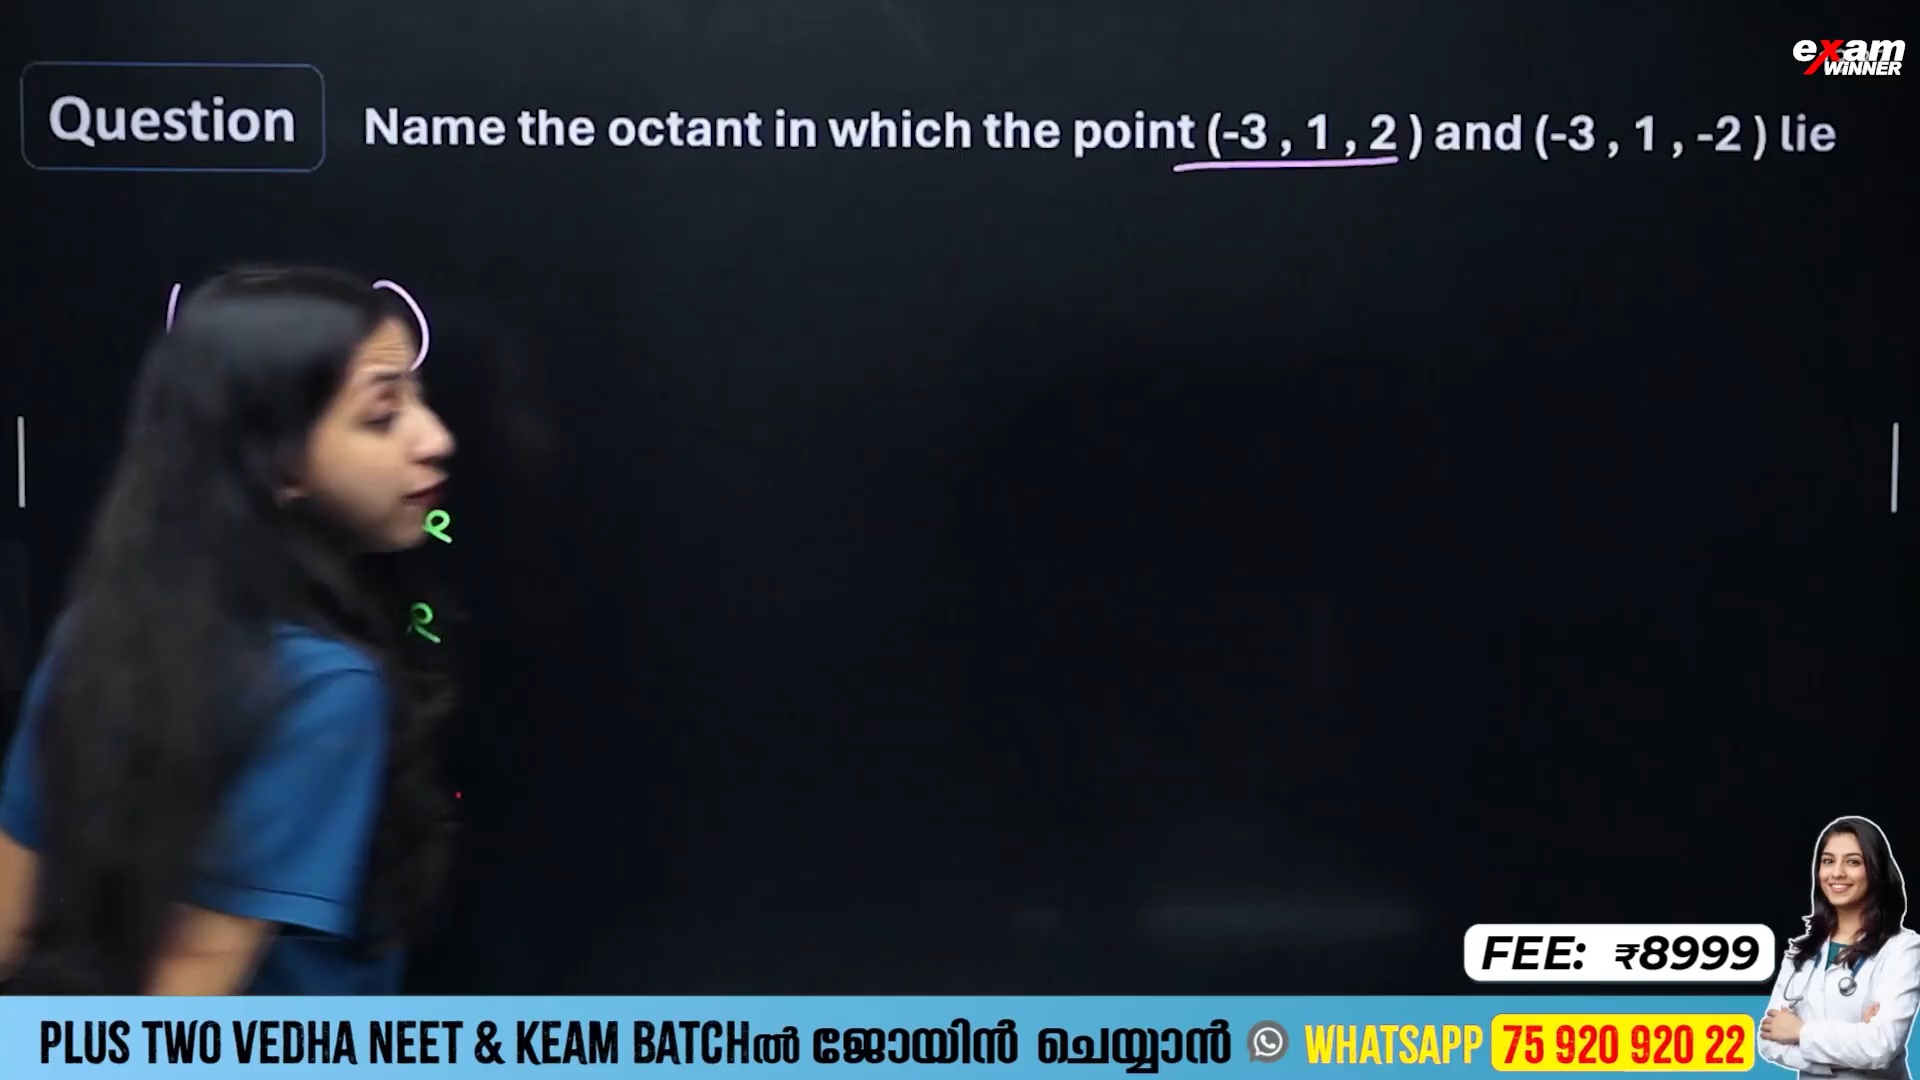 exam
WINNER
Question
Name the octant in which the point (-3 , 1 , 2 ) and (-3 , 1 , -2 ) lie
FEE: ₹8999
PLUS TWO VEDHA NEET & KEAM BATCHൽ ജോയിൻ ചെയ്യാൻ WHATSAPP 75 920 920 22